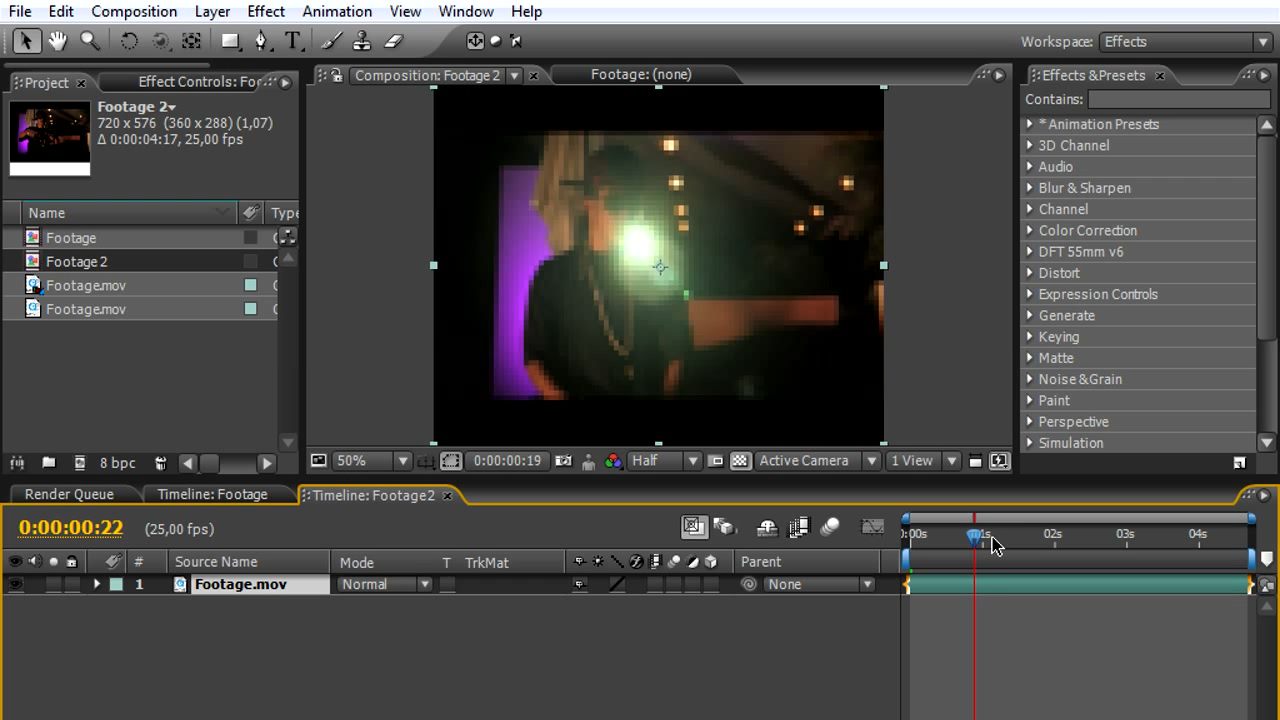 File Edit Composition Layer Effect Animation View Window Help
Workspace: Effects
Project Effect Controls: Foo
Footage 2
720 x 576 (360 x 288) (1,07)
Δ 0:00:04:17, 25,00 fps
Name Type
Footage
Footage 2
Footage.mov
Footage.mov
8 bpc
Composition: Footage 2 Footage: (none)
50% 0:00:00:19 Half Active Camera 1 View
Effects & Presets
Contains:
* Animation Presets
3D Channel
Audio
Blur & Sharpen
Channel
Color Correction
DFT 55mm v6
Distort
Expression Controls
Generate
Keying
Matte
Noise & Grain
Paint
Perspective
Simulation
Render Queue Timeline: Footage Timeline: Footage 2
0:00:00:22 (25,00 fps)
0:00s 1s 02s 03s 04s
# Source Name Mode T TrkMat Parent
1 Footage.mov Normal None